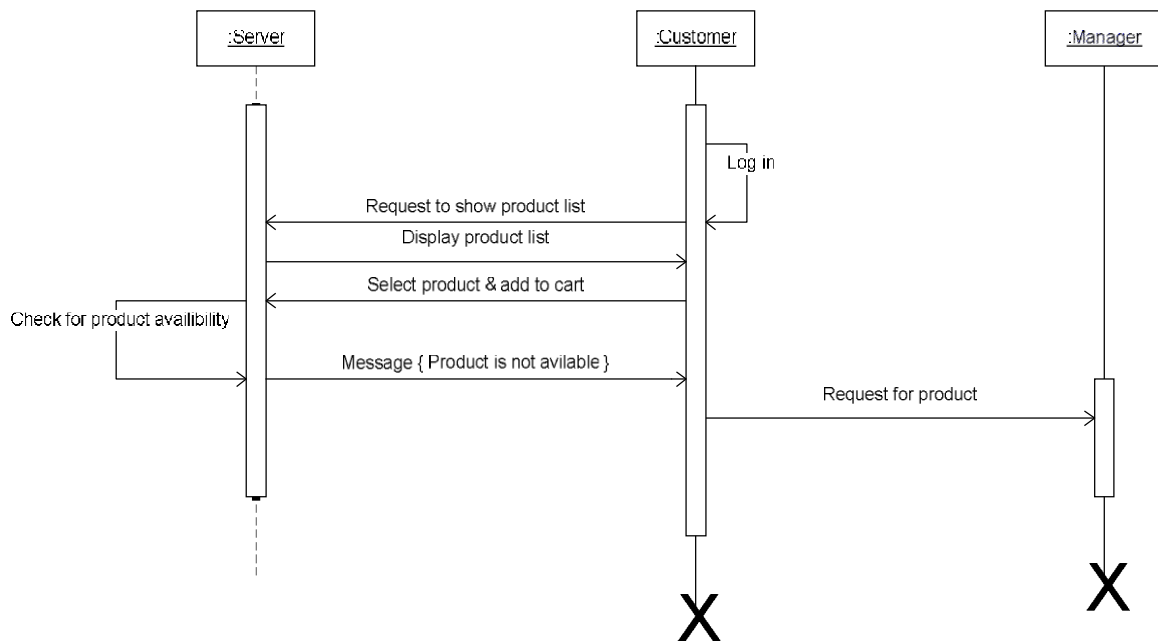 :Server
:Customer
:Manager
Log in
Request to show product list
Display product list
Select product & add to cart
Check for product availibility
Message { Product is not avilable }
Request for product